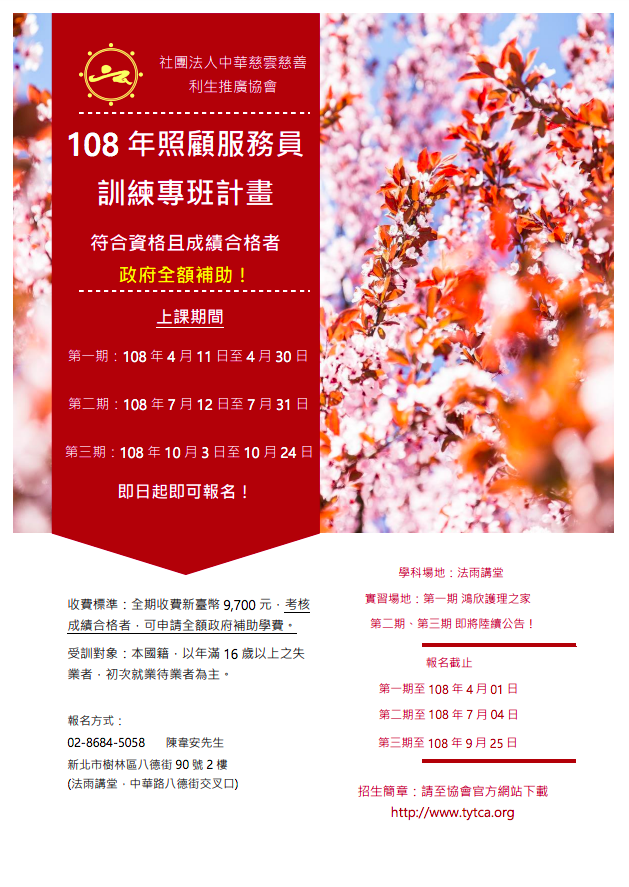 社團法人中華慈雲慈善
利生推廣協會
108 年照顧服務員
訓練專班計畫
符合資格且成績合格者
政府全額補助！
上課期間
第一期：108 年 4 月 11 日至 4 月 30 日
第二期：108 年 7 月 12 日至 7 月 31 日
第三期：108 年 10 月 3 日至 10 月 24 日
即日起即可報名！
收費標準：全期收費新臺幣 9,700 元，考核
成績合格者，可申請全額政府補助學費。
受訓對象：本國籍，以年滿 16 歲以上之失
業者，初次就業待業者為主。
報名方式：
02-8684-5058 陳韋安先生
新北市樹林區八德街 90 號 2 樓
(法雨講堂，中華路八德街交叉口)
學科場地：法雨講堂
實習場地：第一期 鴻欣護理之家
第二期、第三期 即將陸續公告！
報名截止
第一期至 108 年 4 月 01 日
第二期至 108 年 7 月 04 日
第三期至 108 年 9 月 25 日
招生簡章：請至協會官方網站下載
http://www.tytca.org